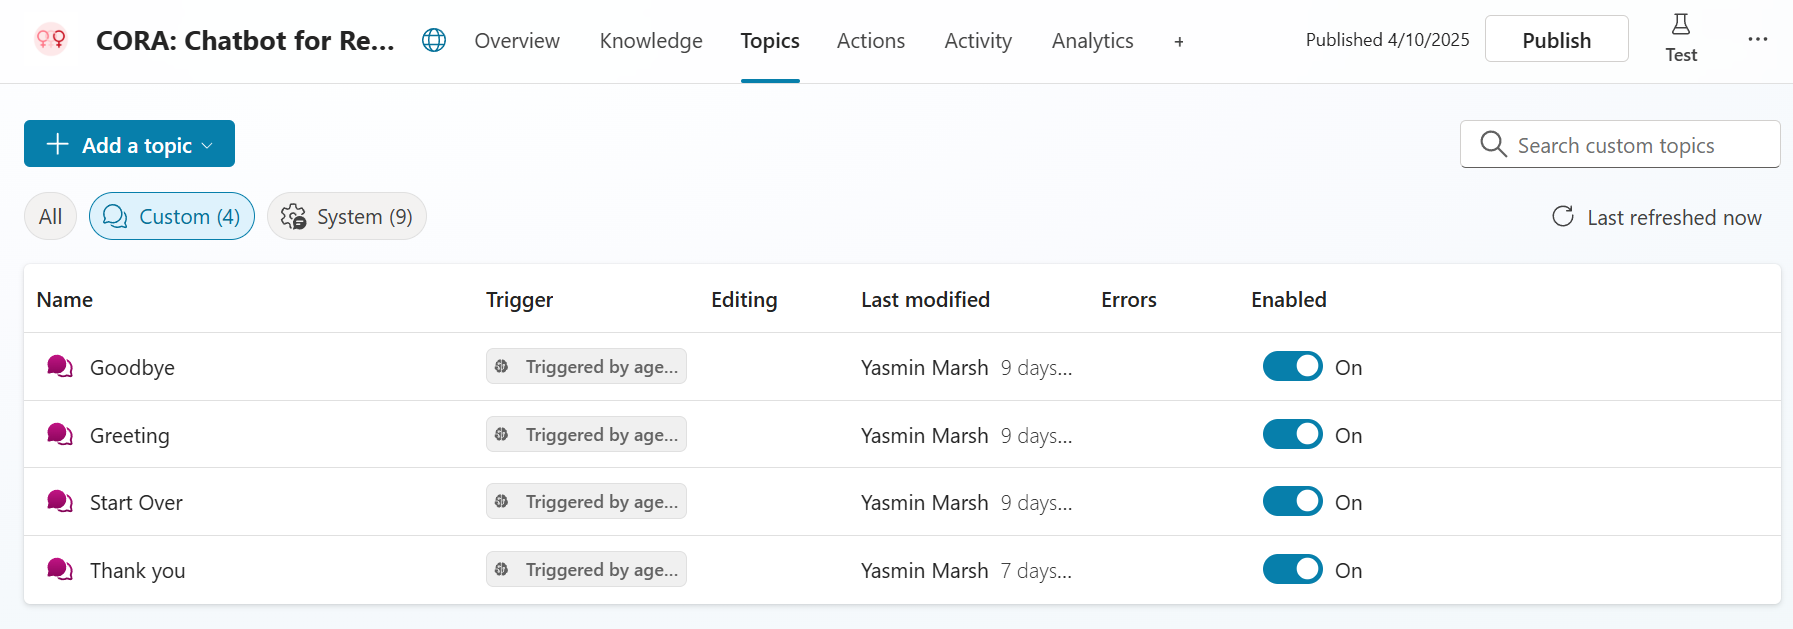 CORA: Chatbot for Re... Overview Knowledge Topics Actions Activity Analytics + Published 4/10/2025 Publish Test ...
+ Add a topic
Search custom topics
All Custom (4) System (9)
Last refreshed now
Name Trigger Editing Last modified Errors Enabled
Goodbye Triggered by age... Yasmin Marsh 9 days... On
Greeting Triggered by age... Yasmin Marsh 9 days... On
Start Over Triggered by age... Yasmin Marsh 9 days... On
Thank you Triggered by age... Yasmin Marsh 7 days... On